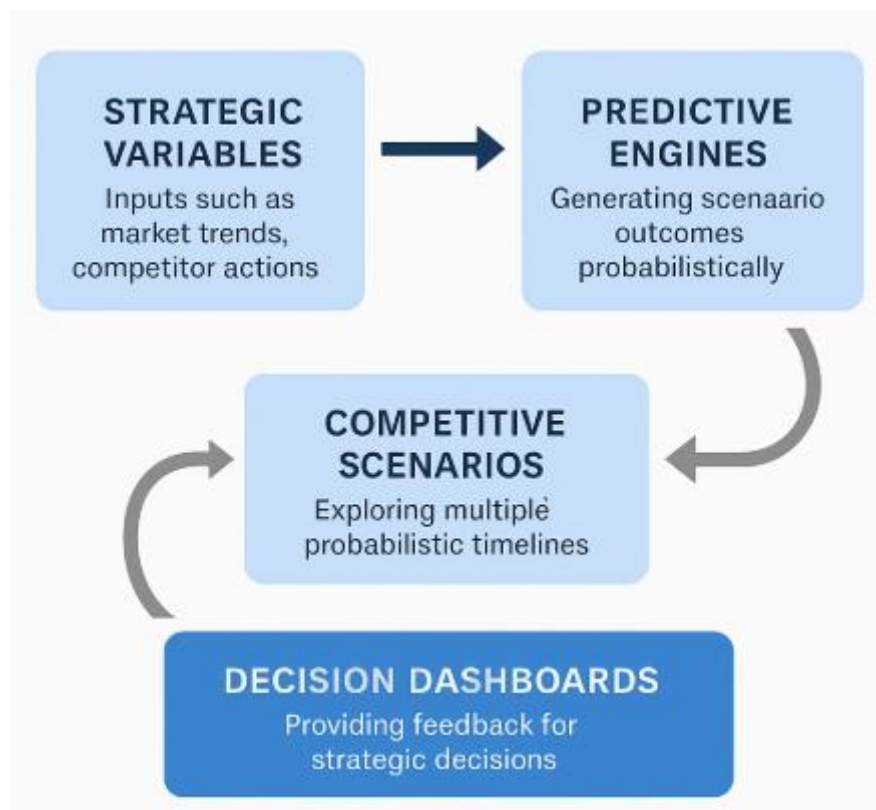 STRATEGIC
VARIABLES
Inputs such as
market trends,
competitor actions
PREDICTIVE
ENGINES
Generating scenaario
outcomes
probabilistically
COMPETITIVE
SCENARIOS
Exploring multiplė
probabilistic timelines
DECISION DASHBOARDS
Providing feedback for
strategic decisions